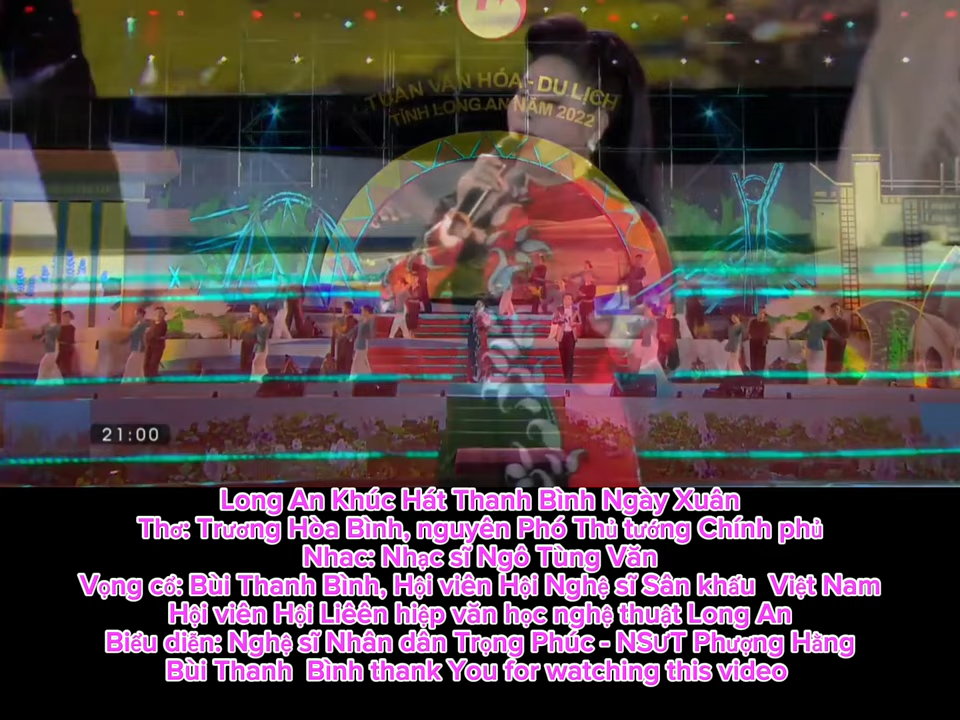 TUẦN VĂN HÓA - DU LỊCH
TỈNH LONG AN NĂM 2022
21:00
Long An Khúc Hát Thanh Bình Ngày Xuân
Thơ: Trương Hòa Bình, nguyên Phó Thủ tướng Chính phủ
Nhac: Nhạc sĩ Ngô Tùng Văn
Vọng cổ: Bùi Thanh Bình, Hội viên Hội Nghệ sĩ Sân khấu Việt Nam
Hội viên Hội Liêên hiệp văn học nghệ thuật Long An
Biểu diễn: Nghệ sĩ Nhân dân Trọng Phúc - NSƯT Phượng Hằng
Bùi Thanh Bình thank You for watching this video